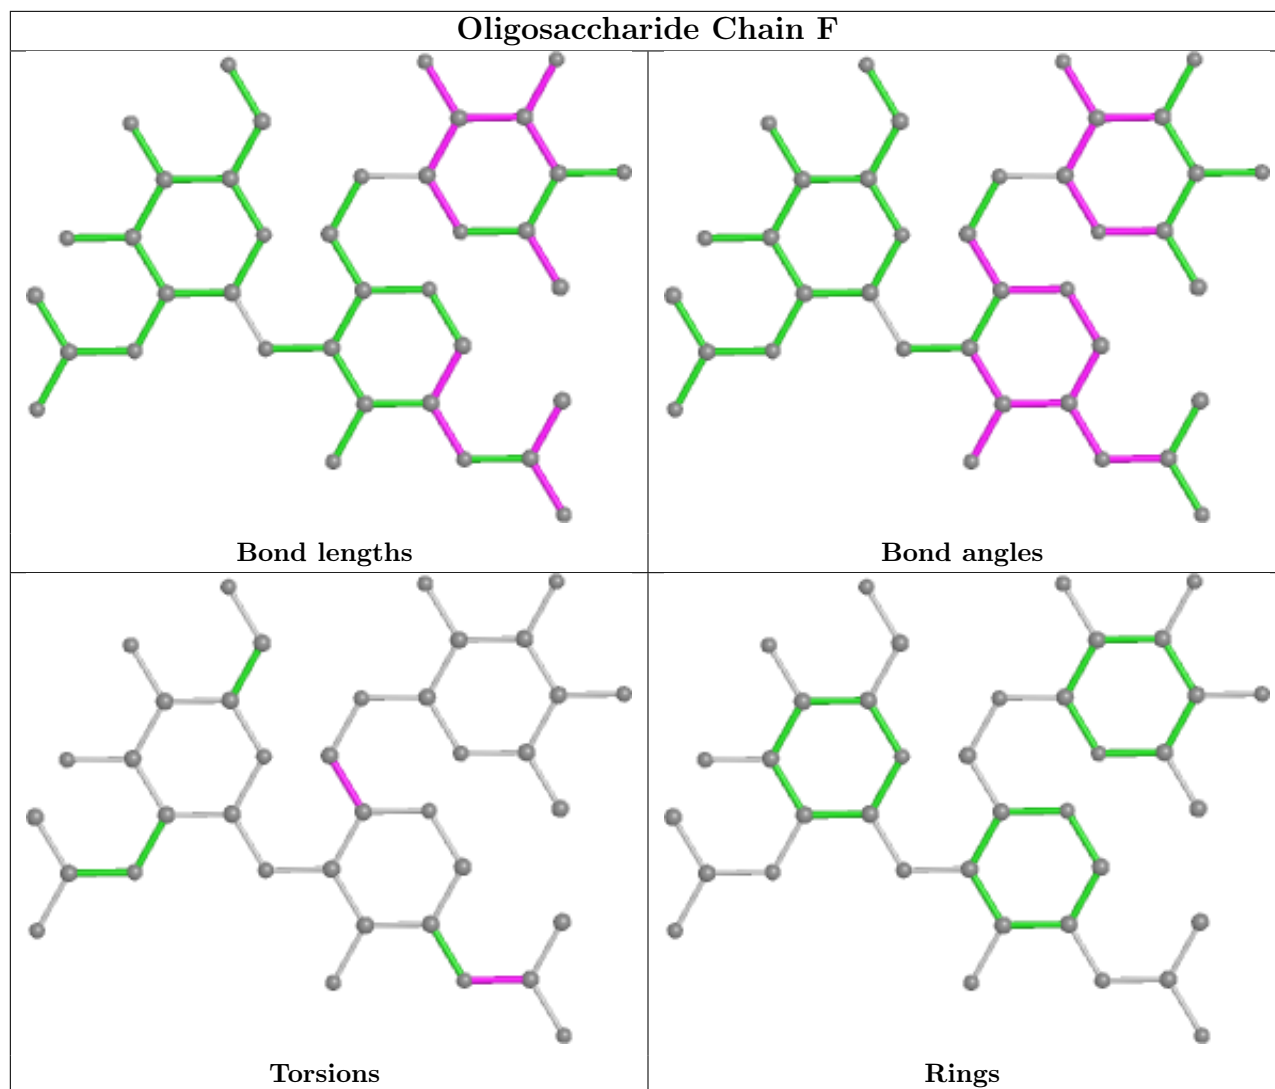 Oligosaccharide Chain F
Bond lengths
Bond angles
Torsions
Rings